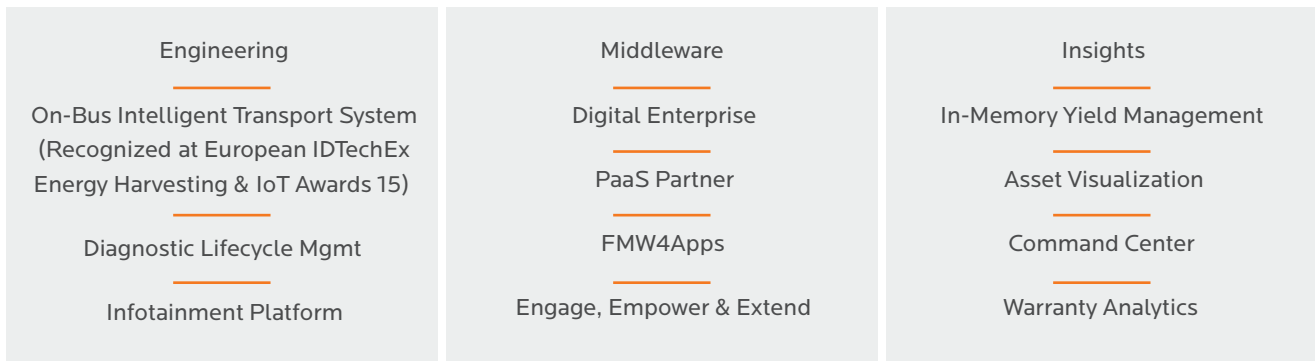 Engineering
On-Bus Intelligent Transport System
(Recognized at European IDTechEx
Energy Harvesting & IoT Awards 15)
Diagnostic Lifecycle Mgmt
Infotainment Platform
Middleware
Digital Enterprise
PaaS Partner
FMW4Apps
Engage, Empower & Extend
Insights
In-Memory Yield Management
Asset Visualization
Command Center
Warranty Analytics